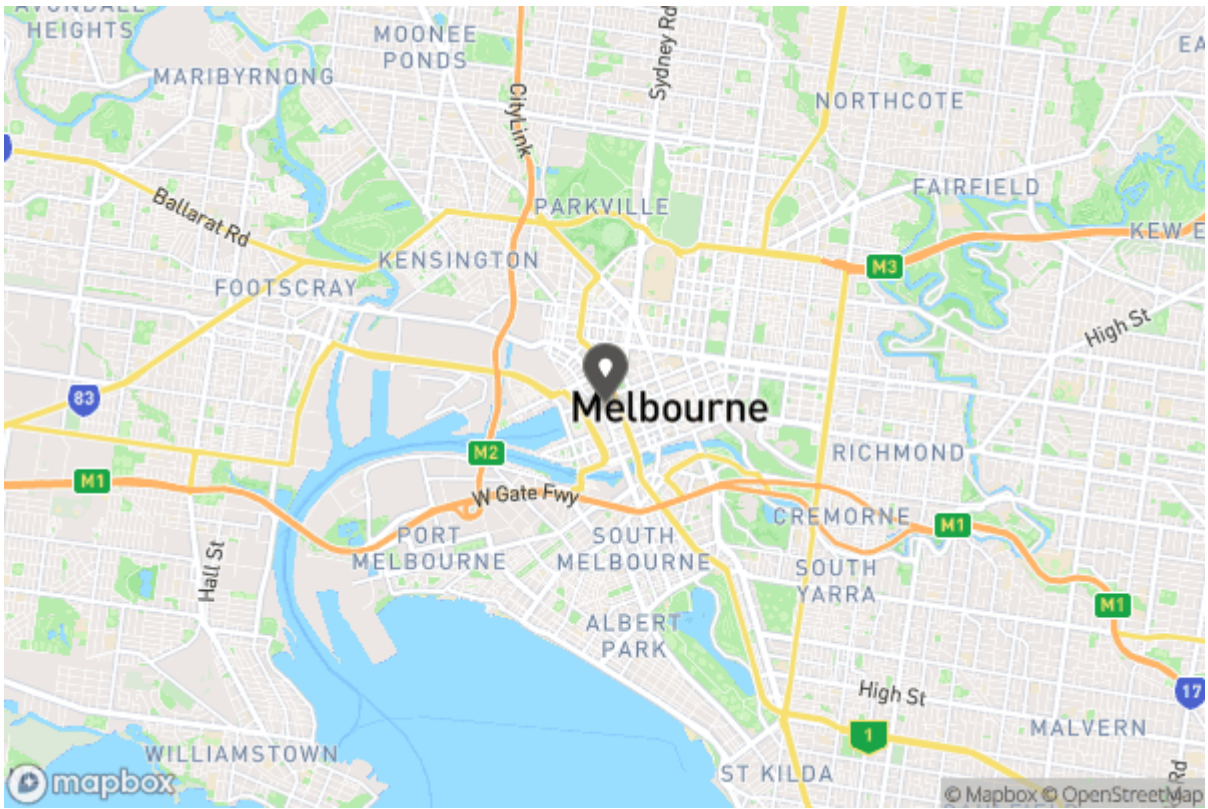 AVONDALE
HEIGHTS
MOONEE
PONDS
MARIBYRNONG
CityLink
Sydney Rd
NORTHCOTE
EA
FAIRFIELD
Ballarat Rd
PARKVILLE
KEW E
KENSINGTON
M3
FOOTSCRAY
High St
83
Melbourne
M2
RICHMOND
M1
W Gate Fwy
CREMORNE
M1
PORT
MELBOURNE
SOUTH
MELBOURNE
Hall St
SOUTH
YARRA
M1
ALBERT
PARK
High St
17
MALVERN
1
WILLIAMSTOWN
ST KILDA
Rd
mapbox
© Mapbox © OpenStreetMap